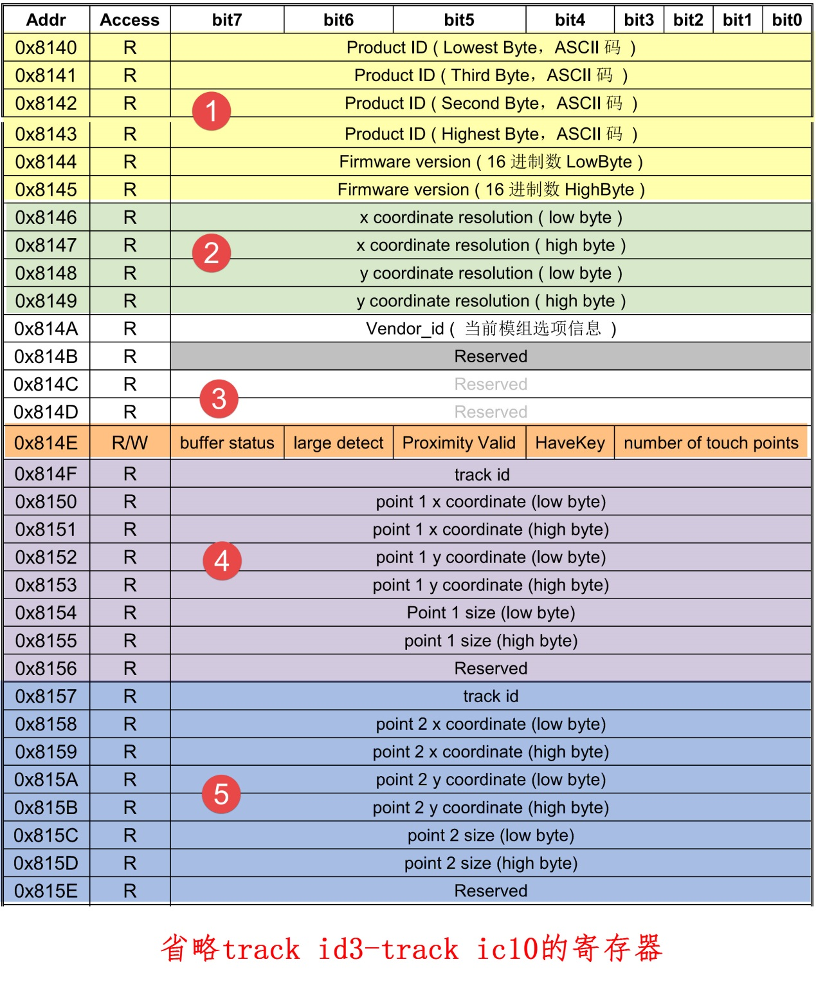 Addr Access bit7 bit6 bit5 bit4 bit3 bit2 bit1 bit0
0x8140 R Product ID ( Lowest Byte，ASCII 码 )
0x8141 R Product ID ( Third Byte，ASCII 码 )
0x8142 R Product ID ( Second Byte，ASCII 码 )
1
0x8143 R Product ID ( Highest Byte，ASCII 码 )
0x8144 R Firmware version ( 16 进制数 LowByte )
0x8145 R Firmware version ( 16 进制数 HighByte )
0x8146 R x coordinate resolution ( low byte )
0x8147 R x coordinate resolution ( high byte )
2
0x8148 R y coordinate resolution ( low byte )
0x8149 R y coordinate resolution ( high byte )
0x814A R Vendor_id ( 当前模组选项信息 )
0x814B R Reserved
0x814C R Reserved
3
0x814D R Reserved
0x814E R/W buffer status large detect Proximity Valid HaveKey number of touch points
0x814F R track id
0x8150 R point 1 x coordinate (low byte)
0x8151 R point 1 x coordinate (high byte)
0x8152 R point 1 y coordinate (low byte)
4
0x8153 R point 1 y coordinate (high byte)
0x8154 R Point 1 size (low byte)
0x8155 R point 1 size (high byte)
0x8156 R Reserved
0x8157 R track id
0x8158 R point 2 x coordinate (low byte)
0x8159 R point 2 x coordinate (high byte)
0x815A R point 2 y coordinate (low byte)
5
0x815B R point 2 y coordinate (high byte)
0x815C R point 2 size (low byte)
0x815D R point 2 size (high byte)
0x815E R Reserved
省略track id3-track ic10的寄存器